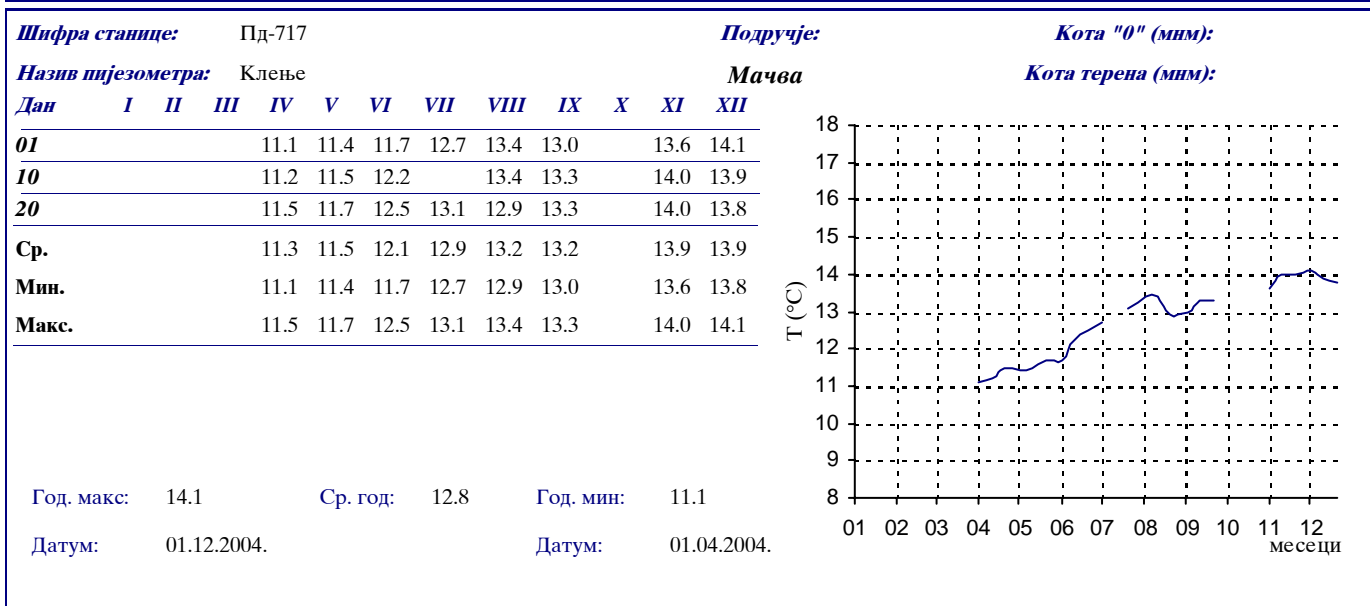 Шифра станице: Пд-717 Подручје: Кота "0" (мнм):
Назив пијезометра: Клење Мачва Кота терена (мнм):
Дан I II III IV V VI VII VIII IX X XI XII
01 11.1 11.4 11.7 12.7 13.4 13.0 13.6 14.1
10 11.2 11.5 12.2 13.4 13.3 14.0 13.9
20 11.5 11.7 12.5 13.1 12.9 13.3 14.0 13.8
Ср. 11.3 11.5 12.1 12.9 13.2 13.2 13.9 13.9
Мин. 11.1 11.4 11.7 12.7 12.9 13.0 13.6 13.8
Макс. 11.5 11.7 12.5 13.1 13.4 13.3 14.0 14.1
Год. макс: 14.1 Ср. год: 12.8 Год. мин: 11.1
Датум: 01.12.2004. Датум: 01.04.2004.
T (°C)
18
17
16
15
14
13
12
11
10
9
8
01 02 03 04 05 06 07 08 09 10 11 12
месеци